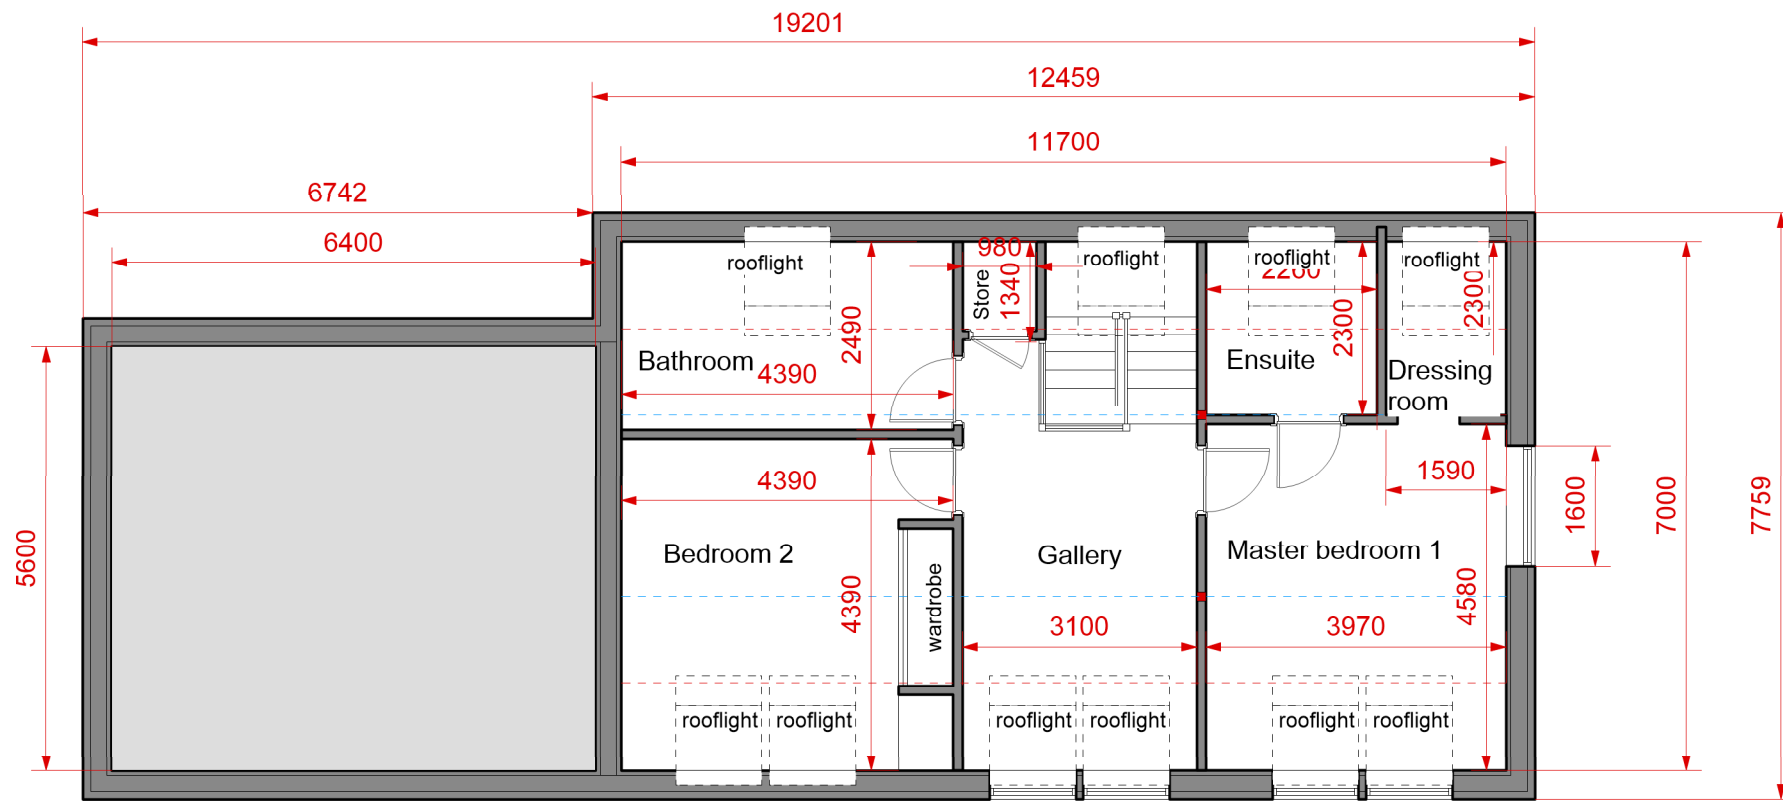 19201
12459
11700
6742
6400
rooflight
980
rooflight
rooflight
rooflight
2260
Store
1340
2490
2300
2300
Bathroom
Ensuite
4390
Dressing
room
4390
1590
1600
7000
7759
5600
Bedroom 2
Gallery
Master bedroom 1
wardrobe
4390
4580
3100
3970
rooflight
rooflight
rooflight
rooflight
rooflight
rooflight